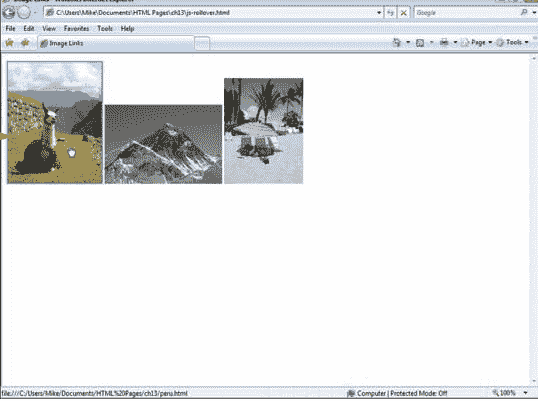 C:\Users\Mike\Documents\HTML Pages\ch13\js-rollover.html
Google
File Edit View Favorites Tools Help
Image Links
Page Tools
file:///C:/Users/Mike/Documents/HTML%20Pages/ch13/peru.html
Computer | Protected Mode: Off
100%